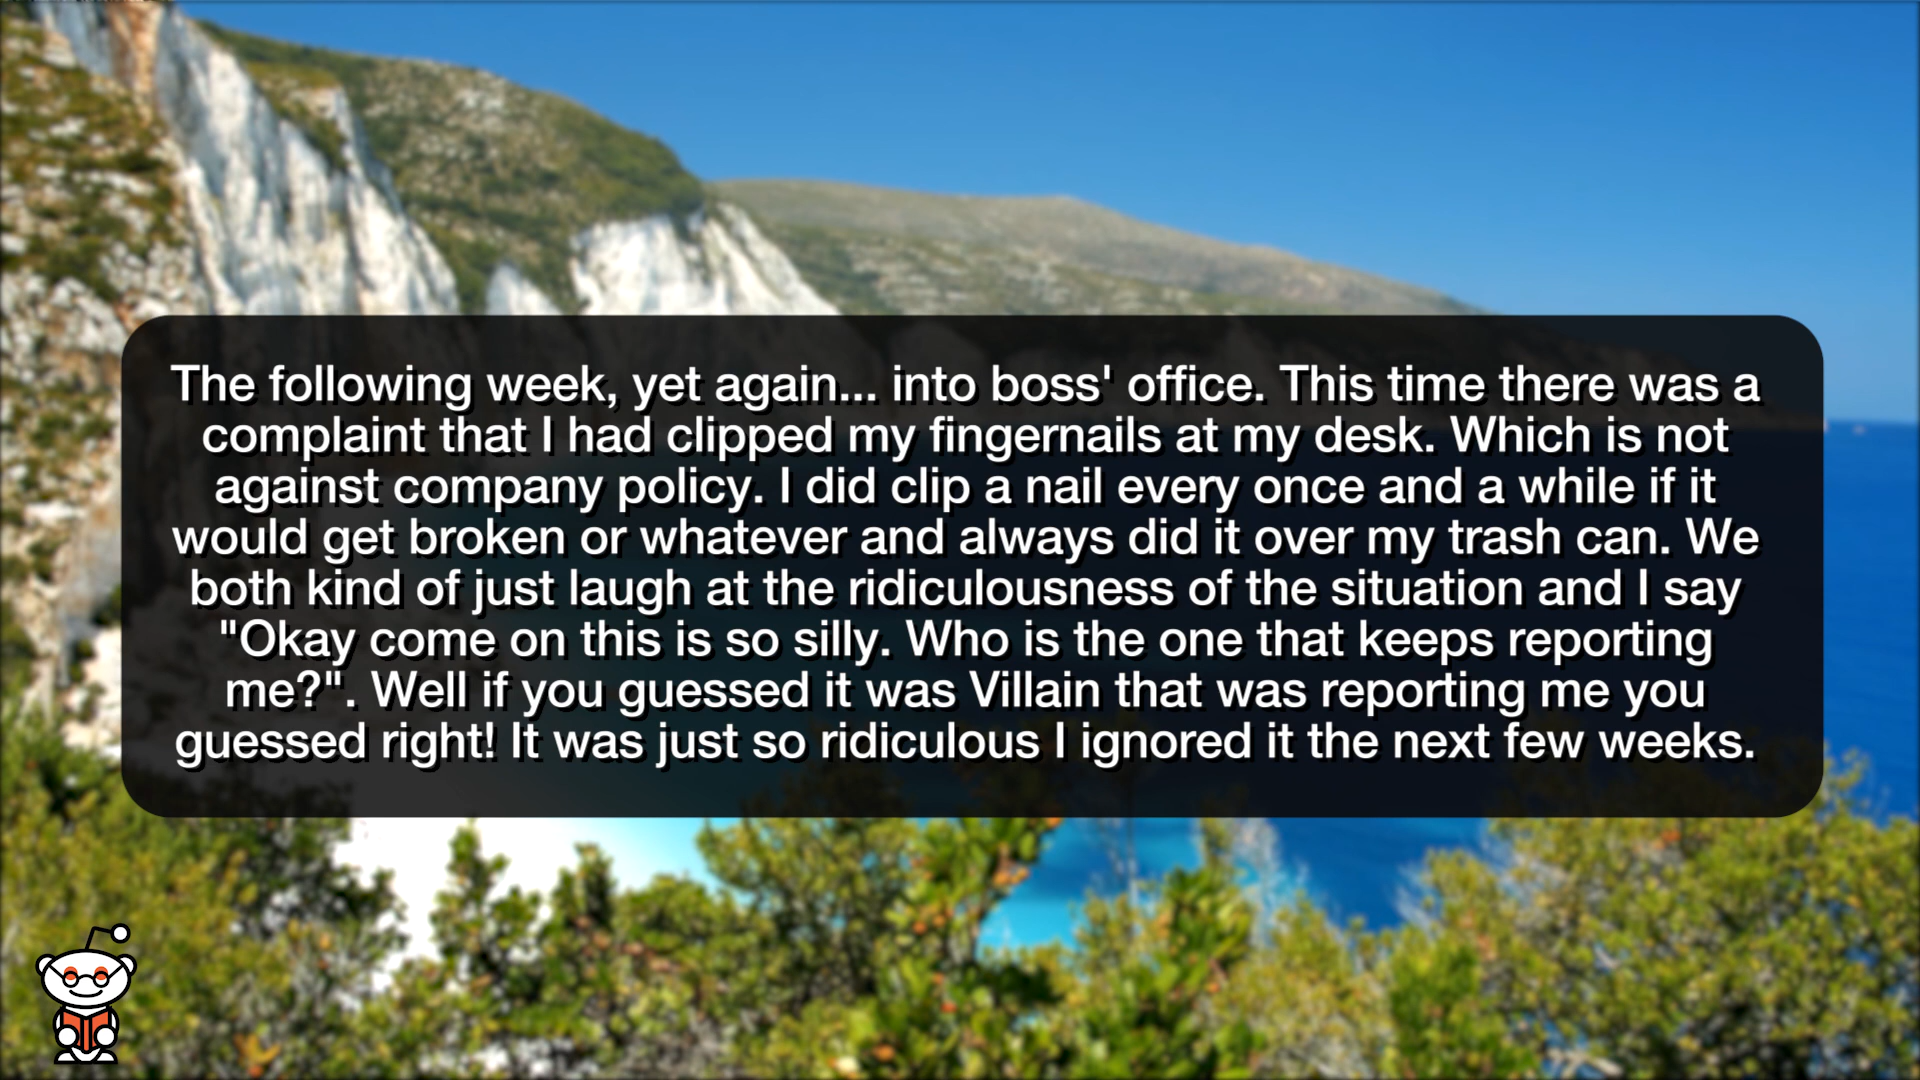 The following week, yet again... into boss' office. This time there was a
complaint that I had clipped my fingernails at my desk. Which is not
against company policy. I did clip a nail every once and a while if it
would get broken or whatever and always did it over my trash can. We
both kind of just laugh at the ridiculousness of the situation and I say
"Okay come on this is so silly. Who is the one that keeps reporting
me?". Well if you guessed it was Villain that was reporting me you
guessed right! It was just so ridiculous I ignored it the next few weeks.